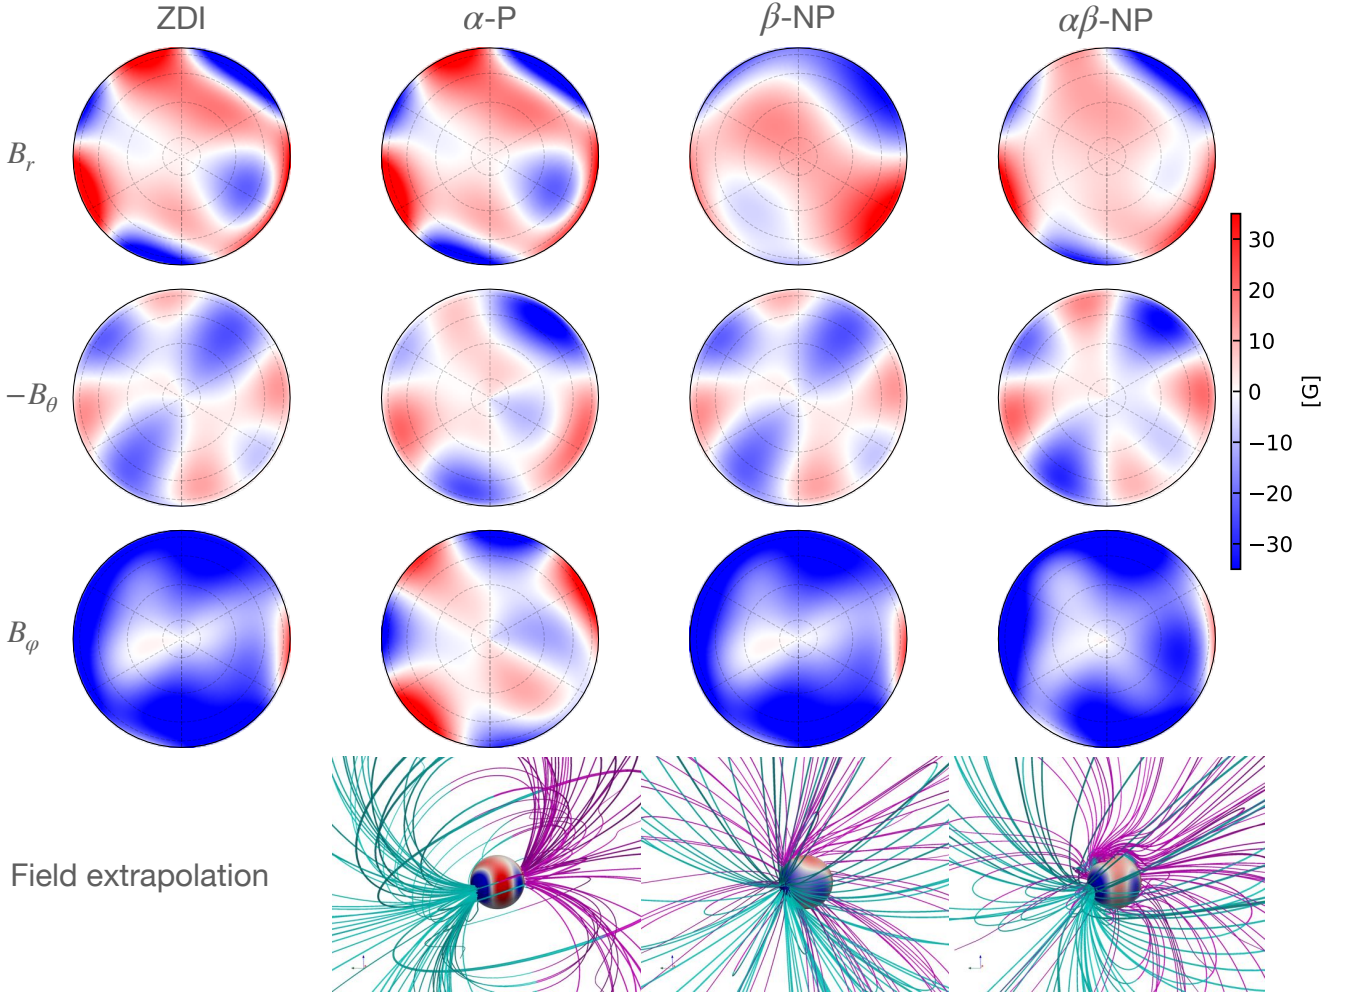 ZDI α-P β-NP αβ-NP
B_r
−B_θ
B_φ
30
20
10
0
−10
−20
−30
[G]
Field extrapolation